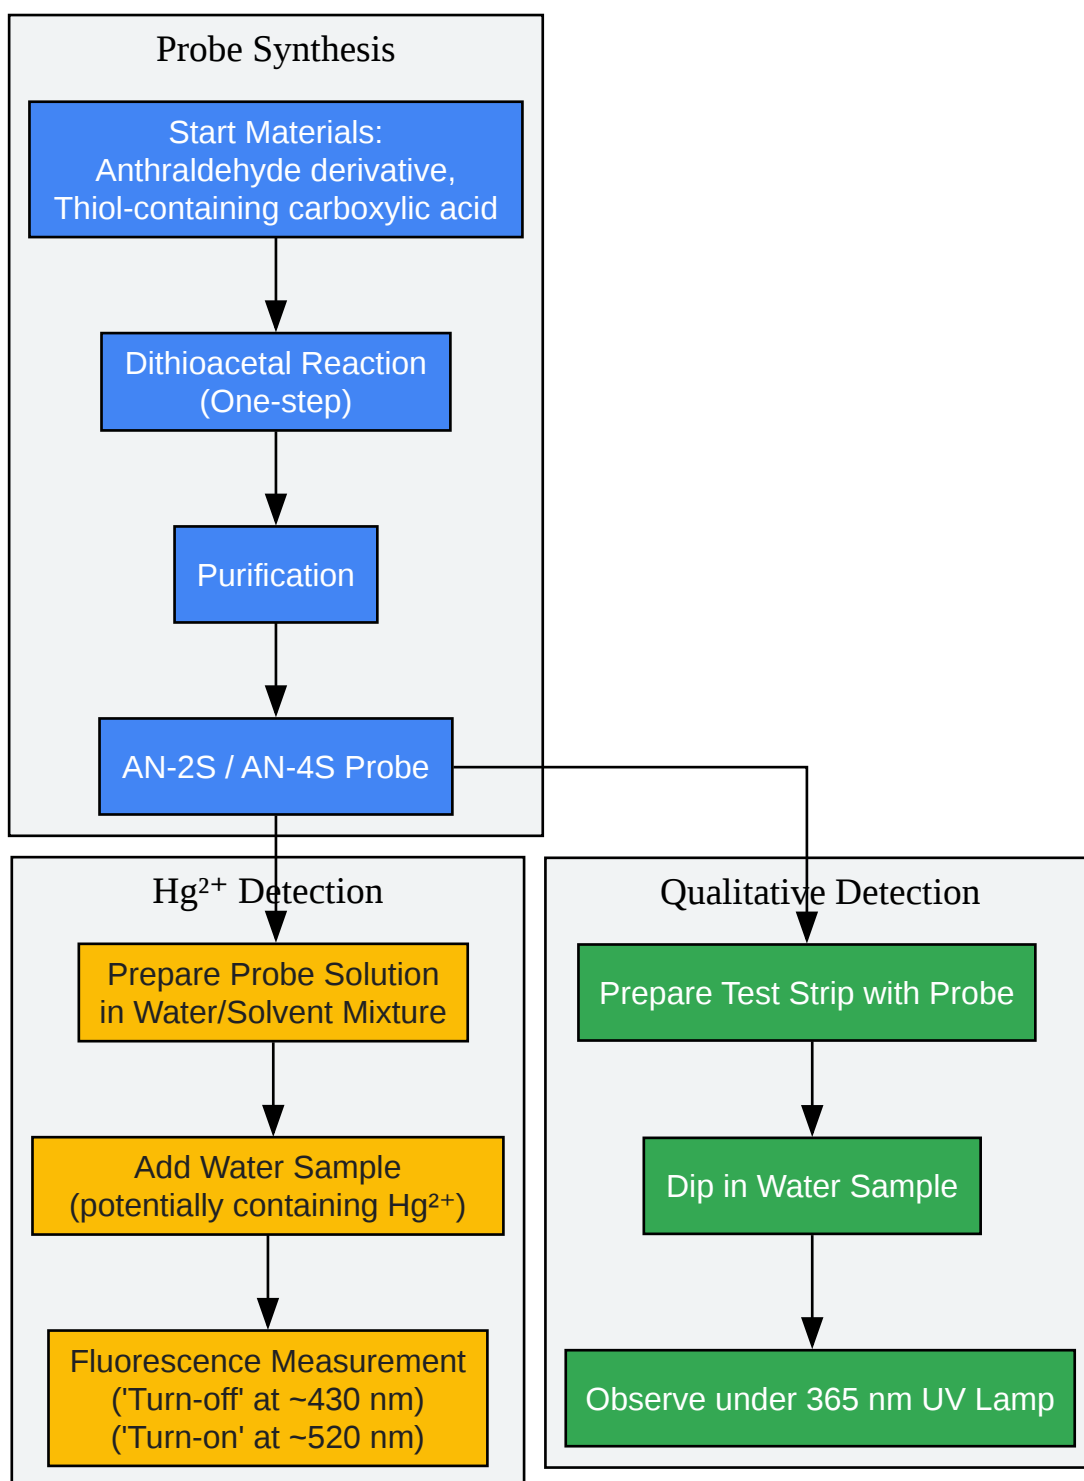 Probe Synthesis
Start Materials:
Anthraldehyde derivative,
Thiol-containing carboxylic acid
Dithioacetal Reaction
(One-step)
Purification
AN-2S / AN-4S Probe
Hg²⁺ Detection
Prepare Probe Solution
in Water/Solvent Mixture
Add Water Sample
(potentially containing Hg²⁺)
Fluorescence Measurement
('Turn-off' at ~430 nm)
('Turn-on' at ~520 nm)
Qualitative Detection
Prepare Test Strip with Probe
Dip in Water Sample
Observe under 365 nm UV Lamp